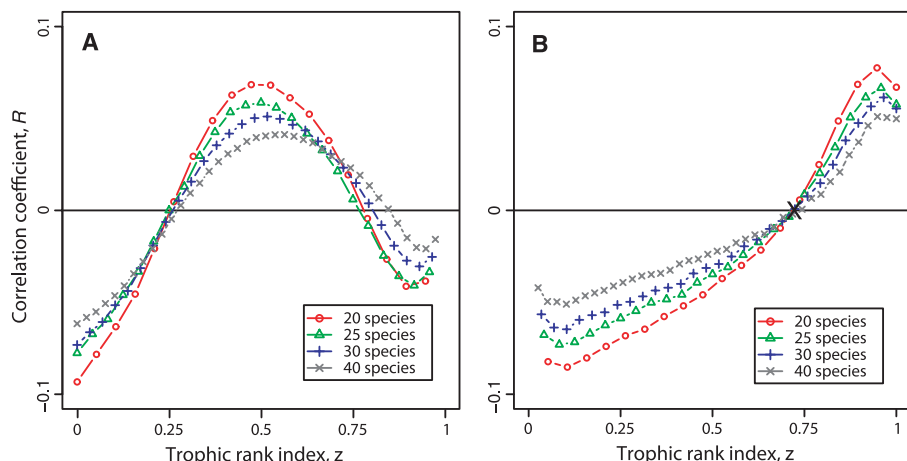 A
Correlation coefficient, R
0.1
0
−0.1
20 species
25 species
30 species
40 species
0
0.25
0.5
0.75
1
Trophic rank index, z
B
0.1
0
−0.1
X
20 species
25 species
30 species
40 species
0
0.25
0.5
0.75
1
Trophic rank index, z